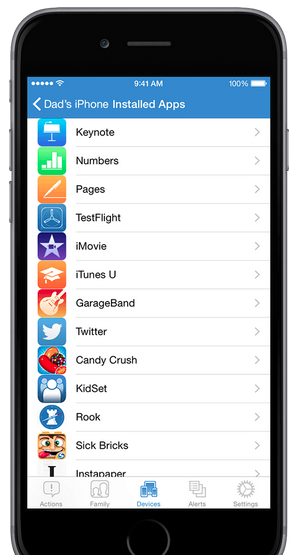 9:41 AM 100%
Dad's iPhone Installed Apps
Keynote
Numbers
Pages
TestFlight
iMovie
iTunes U
GarageBand
Twitter
Candy Crush
KidSet
Rook
Sick Bricks
Instapaper
Actions Family Devices Alerts Settings